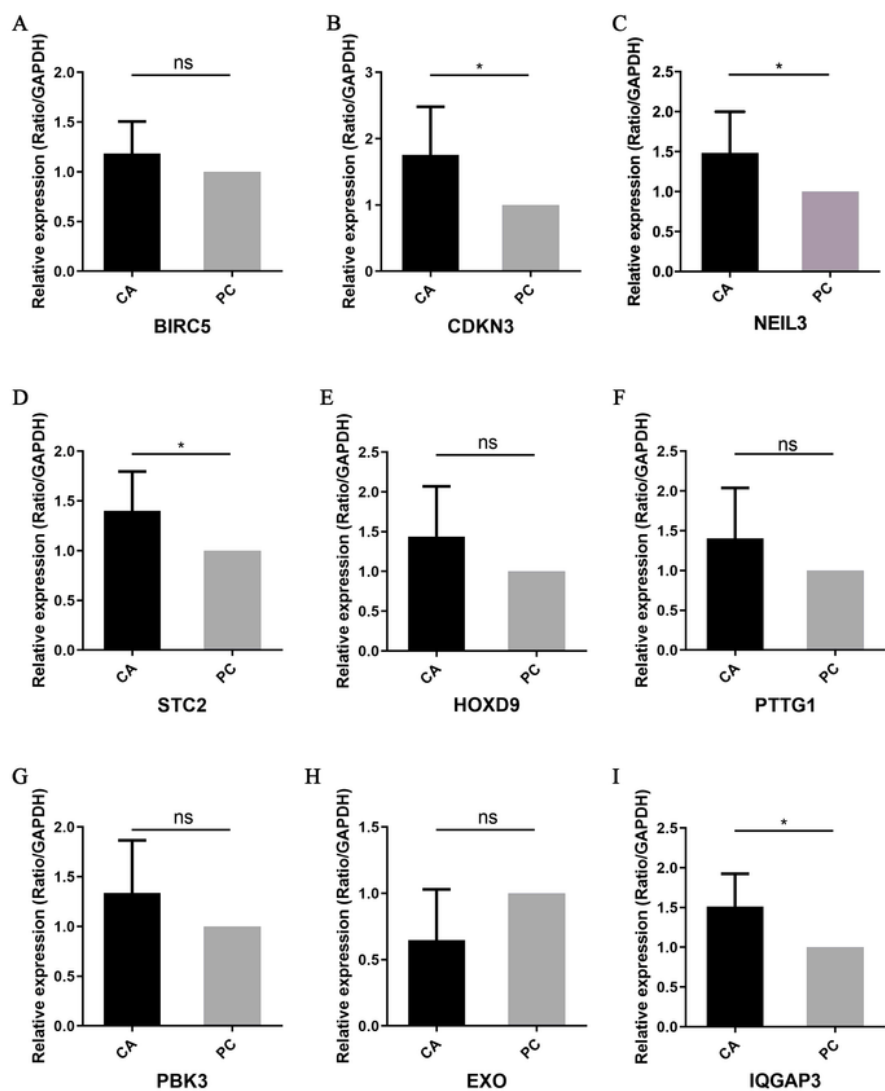 A
Relative expression (Ratio/GAPDH)
2.0
1.5
1.0
0.5
0.0
ns
CA
PC
BIRC5
B
Relative expression (Ratio/GAPDH)
3
2
1
0
*
CA
PC
CDKN3
C
Relative expression (Ratio/GAPDH)
2.5
2.0
1.5
1.0
0.5
0.0
*
CA
PC
NEIL3
D
Relative expression (Ratio/GAPDH)
2.0
1.5
1.0
0.5
0.0
*
CA
PC
STC2
E
Relative expression (Ratio/GAPDH)
2.5
2.0
1.5
1.0
0.5
0.0
ns
CA
PC
HOXD9
F
Relative expression (Ratio/GAPDH)
2.5
2.0
1.5
1.0
0.5
0.0
ns
CA
PC
PTTG1
G
Relative expression (Ratio/GAPDH)
2.0
1.5
1.0
0.5
0.0
ns
CA
PC
PBK3
H
Relative expression (Ratio/GAPDH)
1.5
1.0
0.5
0.0
ns
CA
PC
EXO
I
Relative expression (Ratio/GAPDH)
2.5
2.0
1.5
1.0
0.5
0.0
*
CA
PC
IQGAP3